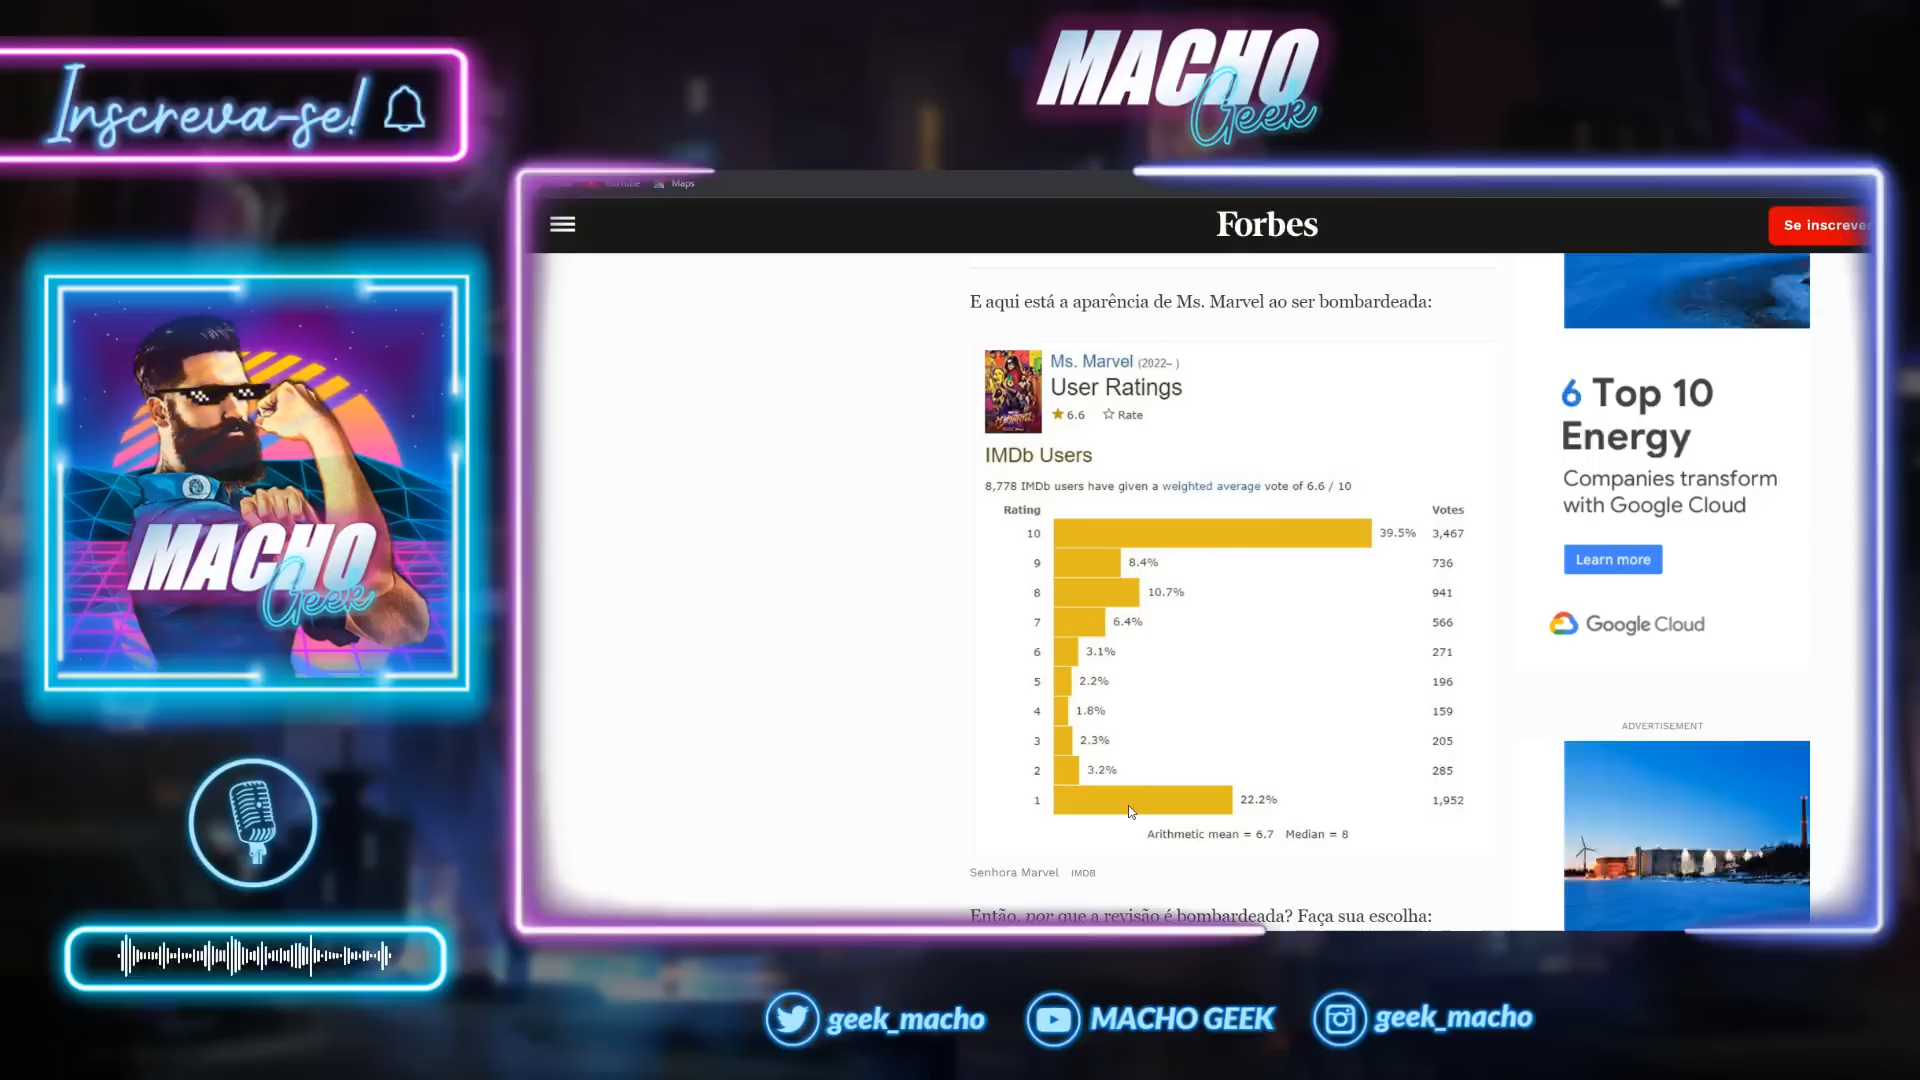 Inscreva-se!
MACHO
Geek
YouTube
Maps
Forbes
Se inscrever
E aqui está a aparência de Ms. Marvel ao ser bombardeada:
Ms. Marvel (2022– )
User Ratings
6.6 Rate
IMDb Users
8,778 IMDb users have given a weighted average vote of 6.6 / 10
Rating Votes
10 39.5% 3,467
9 8.4% 736
8 10.7% 941
7 6.4% 566
6 3.1% 271
5 2.2% 196
4 1.8% 159
3 2.3% 205
2 3.2% 285
1 22.2% 1,952
Arithmetic mean = 6.7 Median = 8
Senhora Marvel IMDB
Então, por que a revisão é bombardeada? Faça sua escolha:
6 Top 10
Energy
Companies transform
with Google Cloud
Learn more
Google Cloud
ADVERTISEMENT
MACHO
Geek
geek_macho
MACHO GEEK
geek_macho